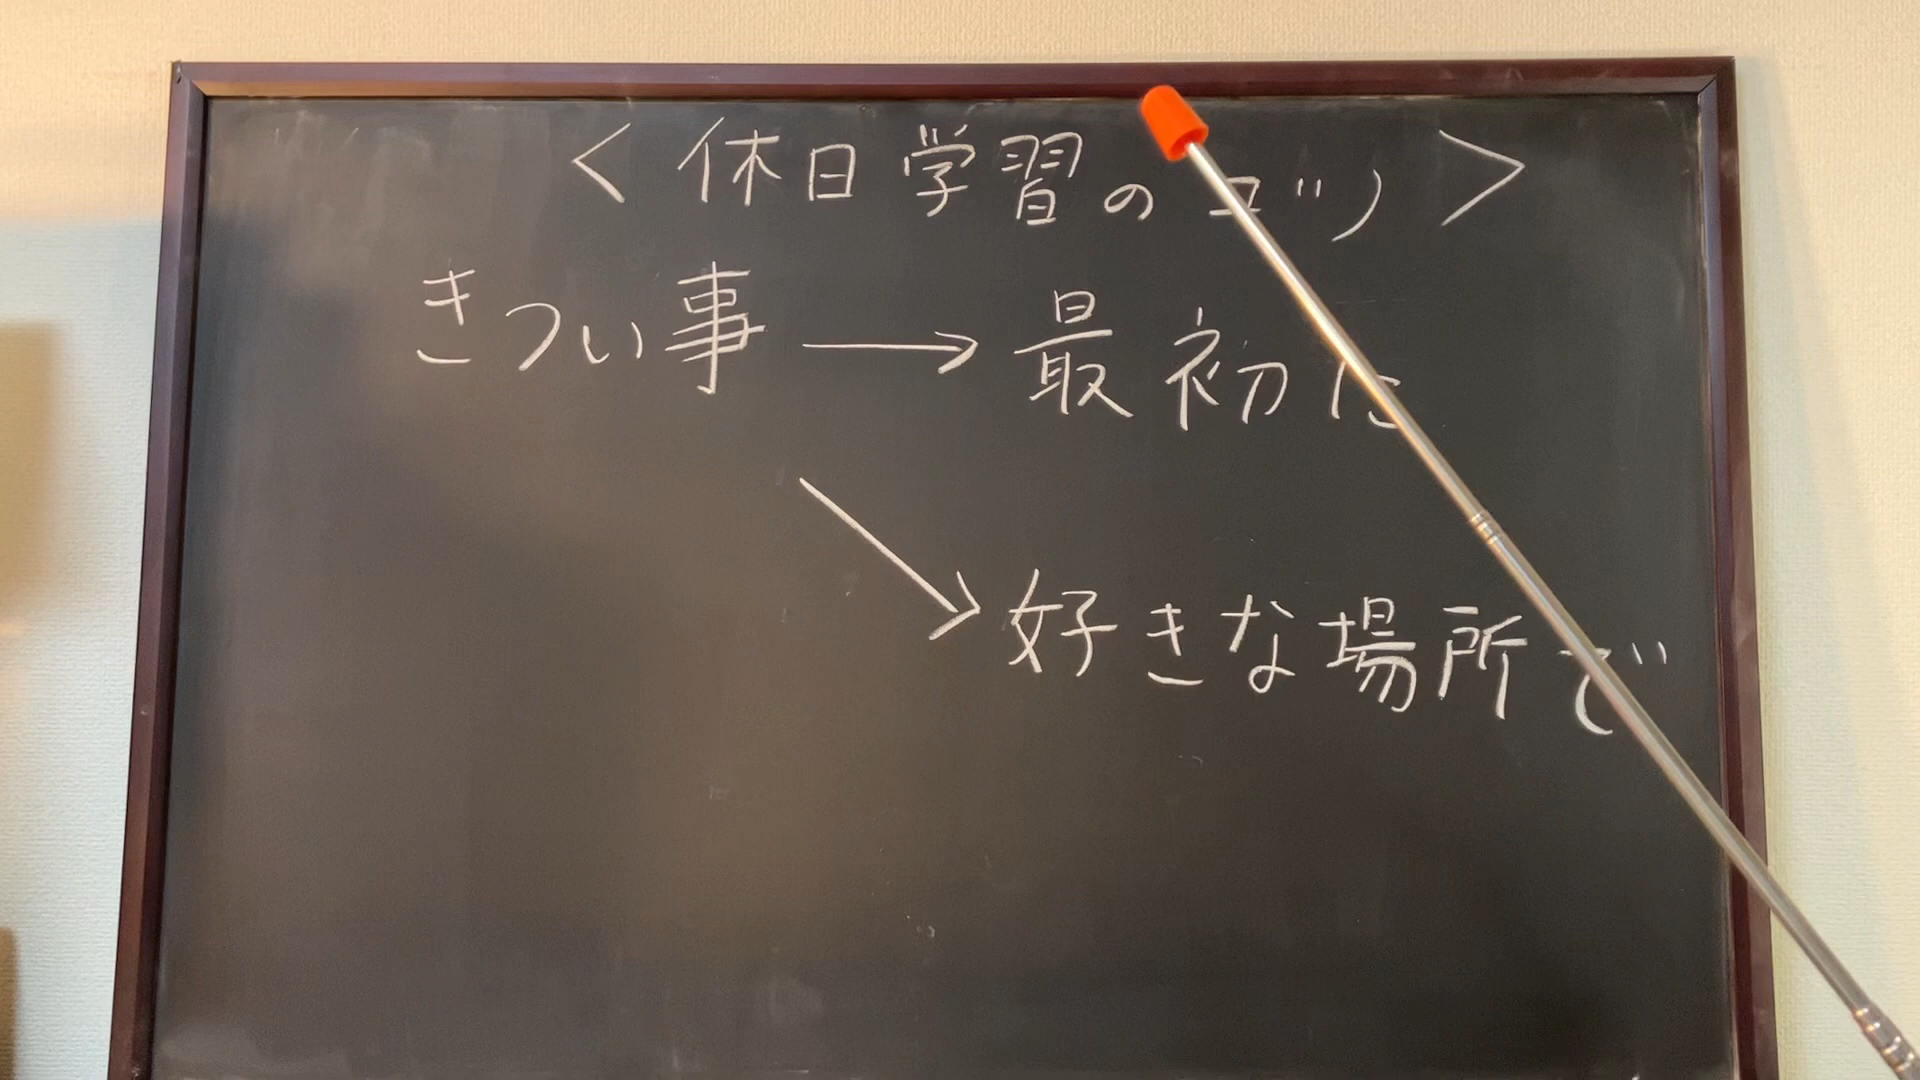 <休日学習のコツ>
きつい事→最初に
↘好きな場所で